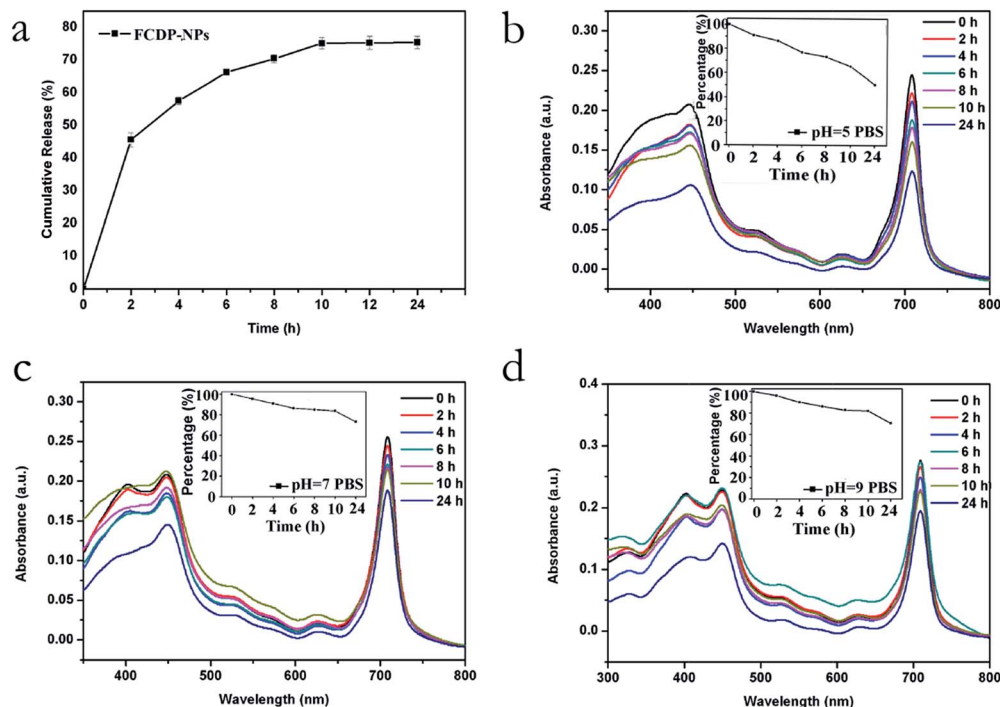 a
FCDP-NPs
Cumulative Release (%)
80
70
60
50
40
30
20
10
0
0 2 4 6 8 10 12 24
Time (h)
b
Absorbance (a.u.)
0.30
0.25
0.20
0.15
0.10
0.05
0.00
400 500 600 700 800
Wavelength (nm)
Percentage (%)
100
80
60
40
20
0
pH=5 PBS
0 2 4 6 8 10 24
Time (h)
0 h
2 h
4 h
6 h
8 h
10 h
24 h
c
Absorbance (a.u.)
0.30
0.25
0.20
0.15
0.10
0.05
0.00
400 500 600 700 800
Wavelength (nm)
Percentage (%)
100
80
60
40
20
0
pH=7 PBS
0 2 4 6 8 10 24
Time (h)
0 h
2 h
4 h
6 h
8 h
10 h
24 h
d
Absorbance (a.u.)
0.4
0.3
0.2
0.1
0.0
300 400 500 600 700 800
Wavelength (nm)
Percentage (%)
100
80
60
40
20
0
pH=9 PBS
0 2 4 6 8 10 24
Time (h)
0 h
2 h
4 h
6 h
8 h
10 h
24 h